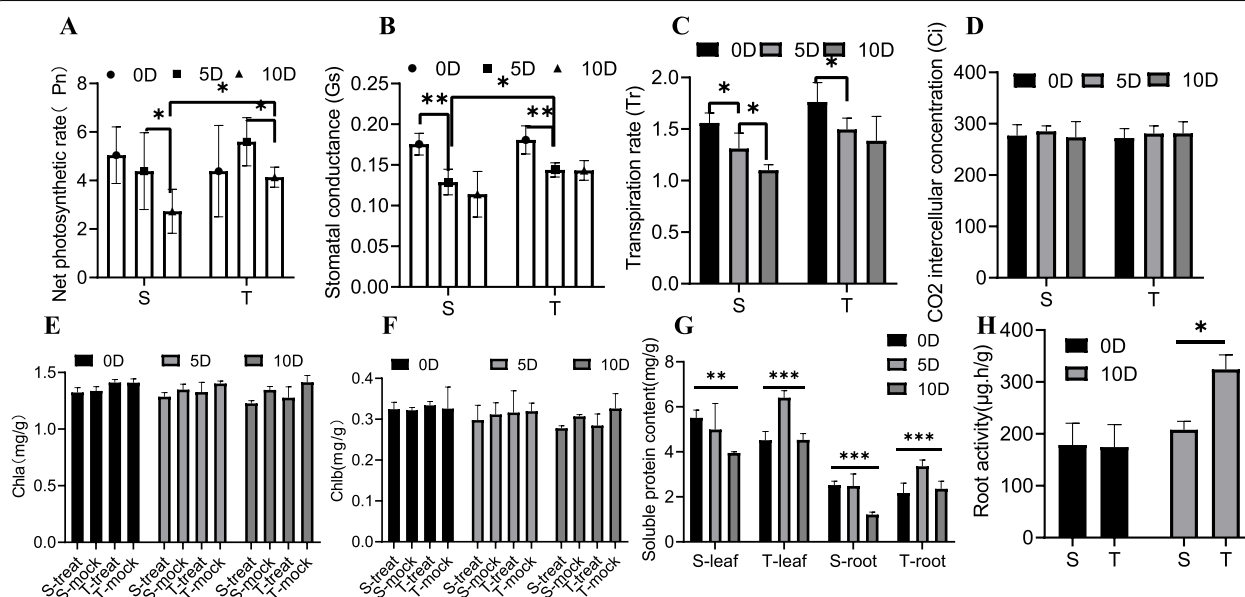 A
0D 5D 10D
Net photosynthetic rate( Pn)
8
6
4
2
0
*
*
*
S T
B
0D 5D 10D
Stomatal conductance (Gs)
0.25
0.20
0.15
0.10
0.05
0.00
**
*
**
S T
C
0D 5D 10D
Transpiration rate (Tr)
2.0
1.5
1.0
0.5
0.0
*
*
*
S T
D
0D 5D 10D
CO2 intercellular concentration (Ci)
400
300
200
100
0
S T
E
0D 5D 10D
Chla(mg/g)
1.5
1.0
0.5
0.0
S-treat S-mock T-treat T-mock S-treat S-mock T-treat T-mock S-treat S-mock T-treat T-mock
F
0D 5D 10D
Chlb(mg/g)
0.4
0.3
0.2
0.1
0.0
S-treat S-mock T-treat T-mock S-treat S-mock T-treat T-mock S-treat S-mock T-treat T-mock
G
0D
5D
10D
Soluble protein content(mg/g)
8
6
4
2
0
** *** *** ***
S-leaf T-leaf S-root T-root
H
0D
10D
Root activity(µg.h/g)
400
300
200
100
0
*
S T S T